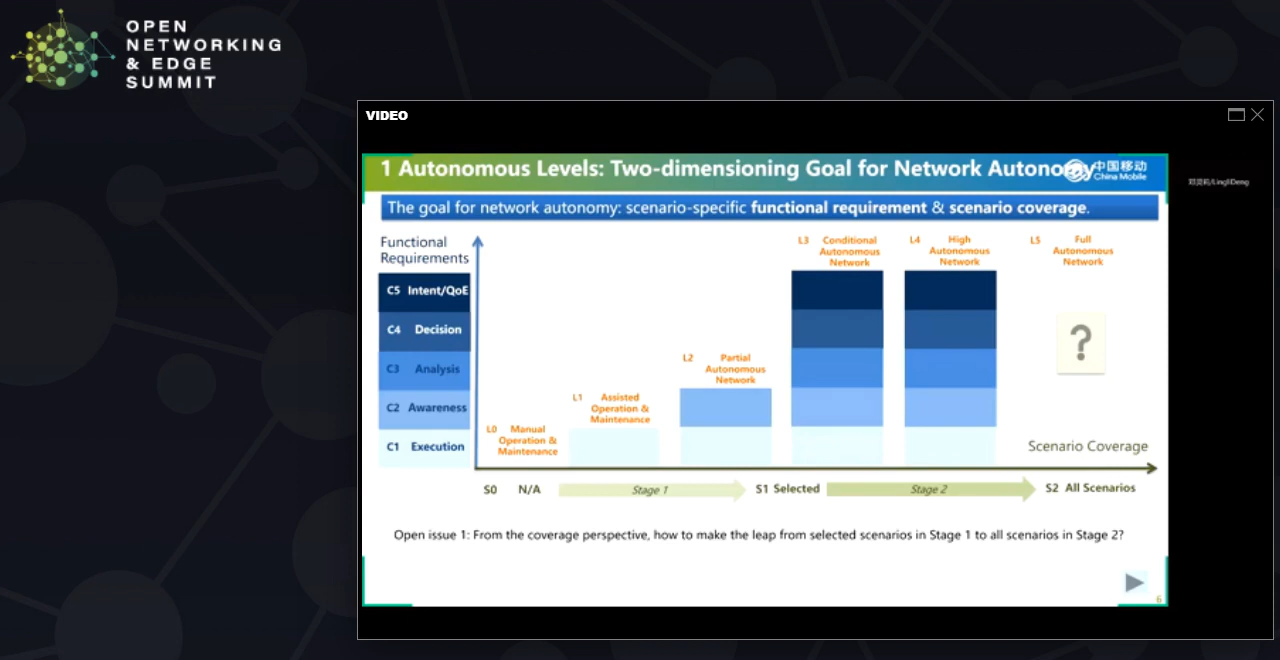 OPEN
NETWORKING
& EDGE
SUMMIT
VIDEO
1 Autonomous Levels: Two-dimensioning Goal for Network Autonomy
中国移动
China Mobile
邓灵莉/LingliDeng
The goal for network autonomy: scenario-specific functional requirement & scenario coverage.
Functional
Requirements
C5 Intent/QoE
C4 Decision
C3 Analysis
C2 Awareness
C1 Execution
L0 Manual
Operation &
Maintenance
L1 Assisted
Operation &
Maintenance
L2 Partial
Autonomous
Network
L3 Conditional
Autonomous
Network
L4 High
Autonomous
Network
L5 Full
Autonomous
Network
?
Scenario Coverage
S0 N/A
Stage 1
S1 Selected
Stage 2
S2 All Scenarios
Open issue 1: From the coverage perspective, how to make the leap from selected scenarios in Stage 1 to all scenarios in Stage 2?
6